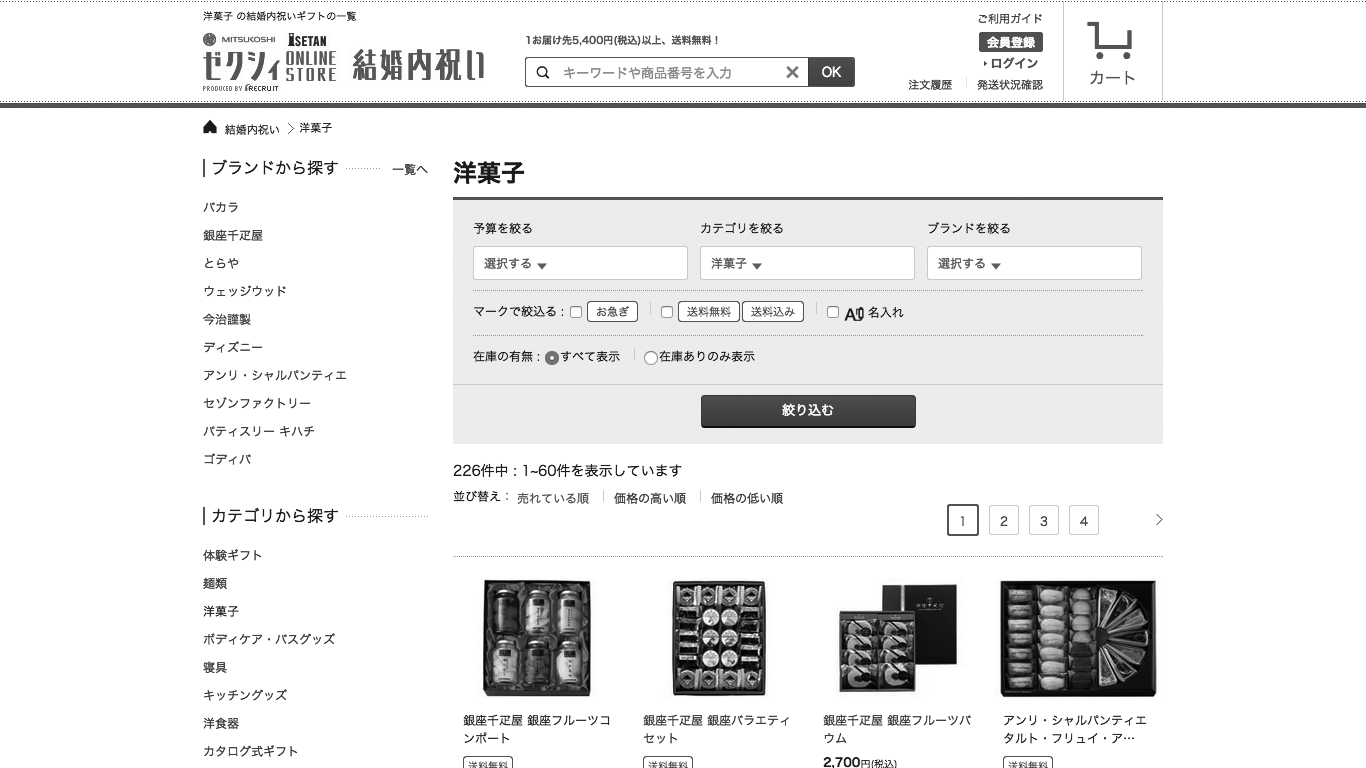 洋菓子 の結婚内祝いギフトの一覧
MITSUKOSHI ISETAN
ゼクシィ ONLINE STORE 結婚内祝い
PRODUCED BY RECRUIT
1お届け先5,400円(税込)以上、送料無料！
キーワードや商品番号を入力
OK
ご利用ガイド
会員登録
ログイン
注文履歴
発送状況確認
カート
結婚内祝い
洋菓子
ブランドから探す
一覧へ
バカラ
銀座千疋屋
とらや
ウェッジウッド
今治謹製
ディズニー
アンリ・シャルパンティエ
セゾンファクトリー
パティスリー キハチ
ゴディバ
カテゴリから探す
体験ギフト
麺類
洋菓子
ボディケア・バスグッズ
寝具
キッチングッズ
洋食器
カタログ式ギフト
洋菓子
予算を絞る
カテゴリを絞る
ブランドを絞る
選択する
洋菓子
選択する
マークで絞込る : お急ぎ 送料無料 送料込み 名入れ
在庫の有無 : すべて表示 在庫ありのみ表示
絞り込む
226件中 : 1~60件を表示しています
並び替え : 売れている順 価格の高い順 価格の低い順
1 2 3 4
銀座千疋屋 銀座フルーツコ
ンポート
送料無料
銀座千疋屋 銀座バラエティ
セット
送料無料
銀座千疋屋 銀座フルーツバ
ウム
2,700円(税込)
アンリ・シャルパンティエ
タルト・フリュイ・ア…
送料無料